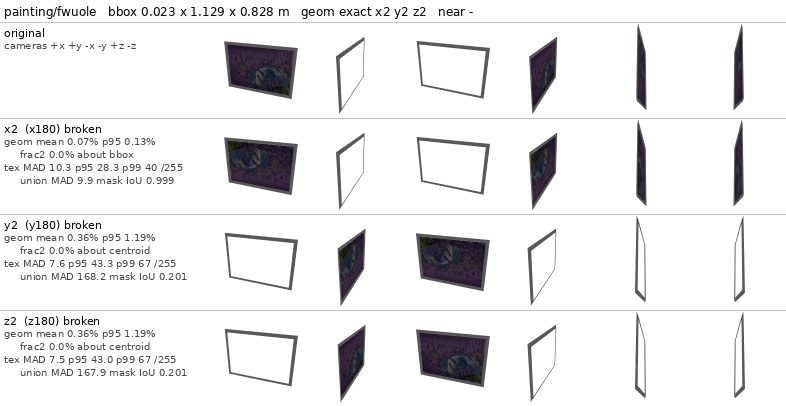 painting/fwuole bbox 0.023 x 1.129 x 0.828 m geom exact x2 y2 z2 near -
original
cameras +x +y -x -y +z -z
x2 (x180) broken
geom mean 0.07% p95 0.13%
frac2 0.0% about bbox
tex MAD 10.3 p95 28.3 p99 40 /255
union MAD 9.9 mask IoU 0.999
y2 (y180) broken
geom mean 0.36% p95 1.19%
frac2 0.0% about centroid
tex MAD 7.6 p95 43.3 p99 67 /255
union MAD 168.2 mask IoU 0.201
z2 (z180) broken
geom mean 0.36% p95 1.19%
frac2 0.0% about centroid
tex MAD 7.5 p95 43.0 p99 67 /255
union MAD 167.9 mask IoU 0.201